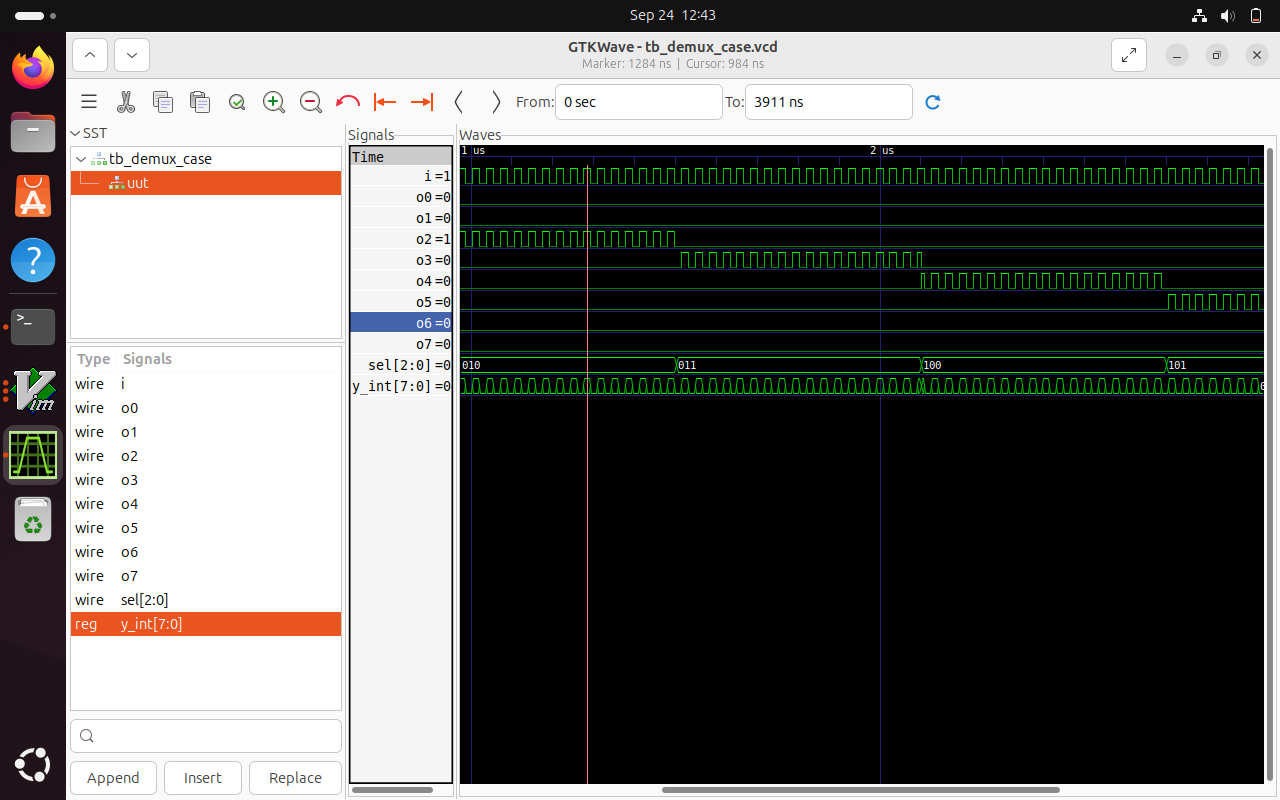 Sep 24 12:43
GTKWave - tb_demux_case.vcd
Marker: 1284 ns | Cursor: 984 ns
From: 0 sec To: 3911 ns
SST
tb_demux_case
uut
Type Signals
wire i
wire o0
wire o1
wire o2
wire o3
wire o4
wire o5
wire o6
wire o7
wire sel[2:0]
reg y_int[7:0]
Append Insert Replace
Signals
Time
i=1
o0=0
o1=0
o2=1
o3=0
o4=0
o5=0
o6=0
o7=0
sel[2:0]=0
y_int[7:0]=0
Waves
1 us 2 us
010 011 100 101